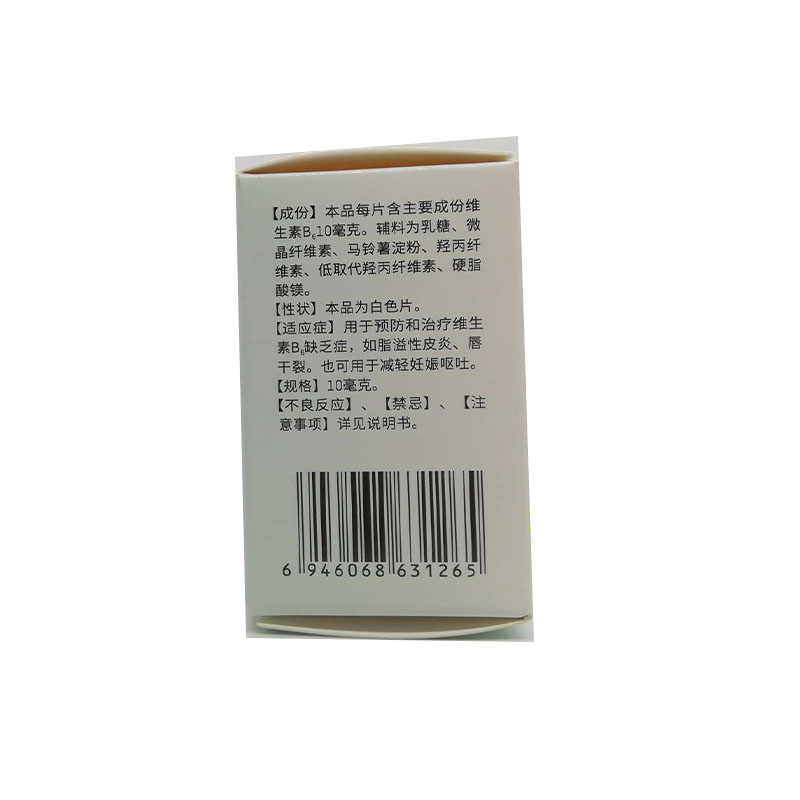 【成份】本品每片含主要成份维
生素B₆10毫克。辅料为乳糖、微
晶纤维素、马铃薯淀粉、羟丙纤
维素、低取代羟丙纤维素、硬脂
酸镁。
【性状】本品为白色片。
【适应症】用于预防和治疗维生
素B₆缺乏症，如脂溢性皮炎、唇
干裂。也可用于减轻妊娠呕吐。
【规格】10毫克。
【不良反应】、【禁忌】、【注
意事项】详见说明书。
6 946068 631265